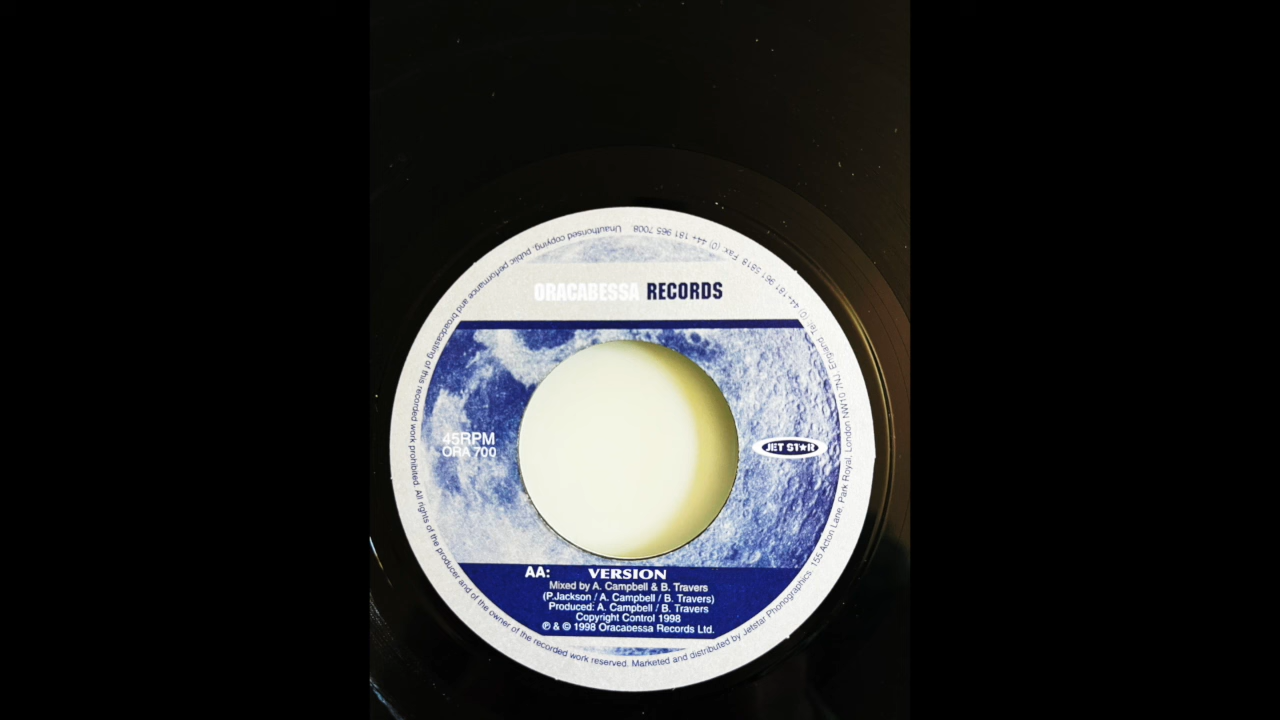 ORACABESSA RECORDS
45RPM
ORA 700
JET ST★R
AA: VERSION
Mixed by A. Campbell & B. Travers
(P.Jackson / A. Campbell / B. Travers)
Produced: A. Campbell / B. Travers
Copyright Control 1998
℗ & © 1998 Oracabessa Records Ltd.
Unauthorised copying, public performance and broadcasting of this recorded work prohibited. All rights of the producer and of the owner of the recorded work reserved. Marketed and distributed by Jetstar Phonographics. 155 Acton Lane, Park Royal, London NW10 7NJ, England Tel: (0) 44+181 961 5818 Fax (0) 44+ 181 965 7008.